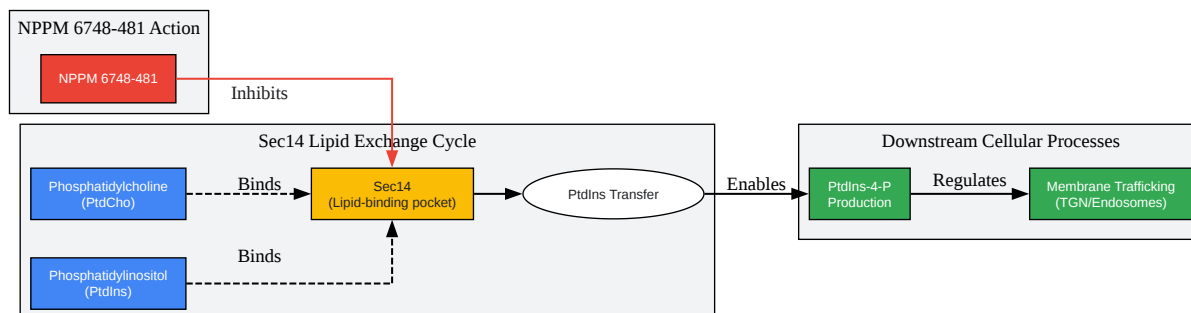 NPPM 6748-481 Action
NPPM 6748-481
Inhibits
Sec14 Lipid Exchange Cycle
Phosphatidylcholine
(PtdCho)
Binds
Sec14
(Lipid-binding pocket)
PtdIns Transfer
Phosphatidylinositol
(PtdIns)
Binds
Enables
Downstream Cellular Processes
PtdIns-4-P
Production
Regulates
Membrane Trafficking
(TGN/Endosomes)